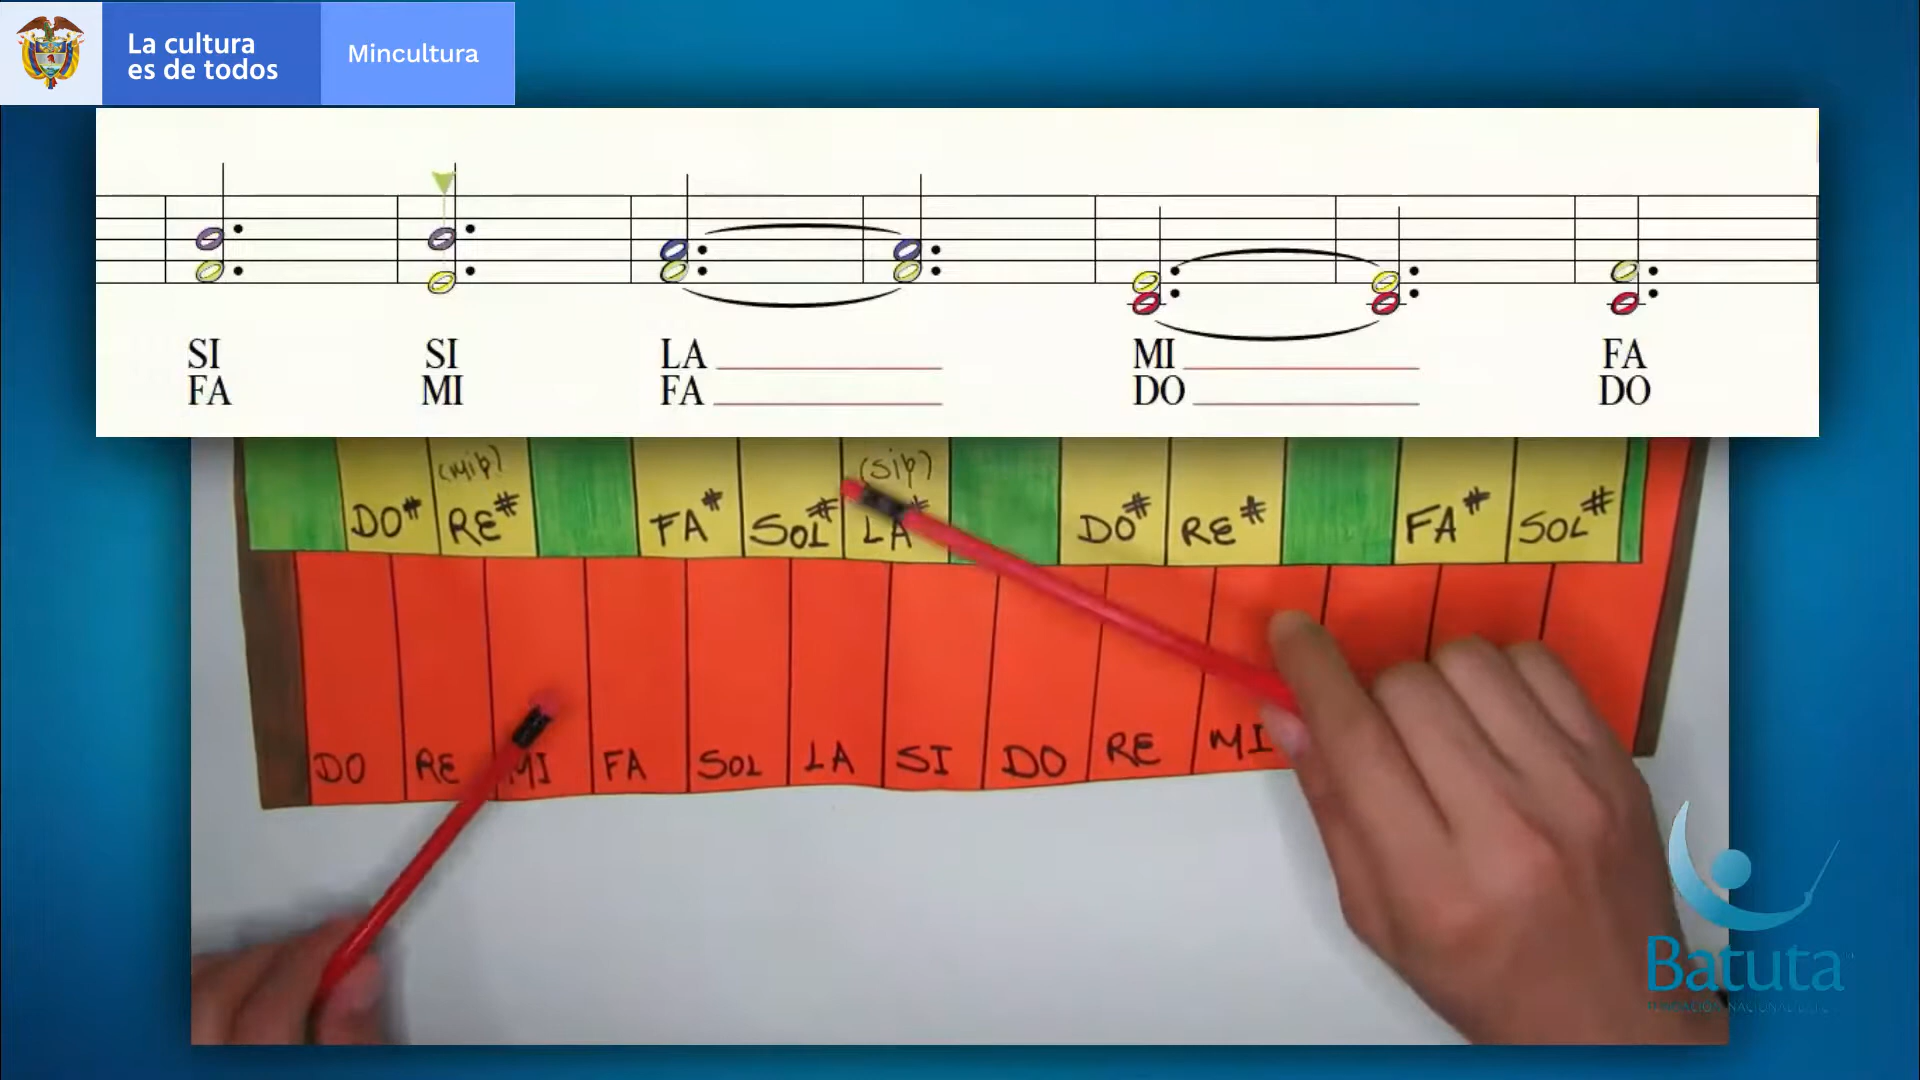 La cultura
es de todos
Mincultura
SI SI LA MI FA
FA MI FA DO DO
(MIb) (SIb)
DO# RE# FA# SOL# LA# DO# RE# FA# SOL#
DO RE MI FA SOL LA SI DO RE MI
Batuta